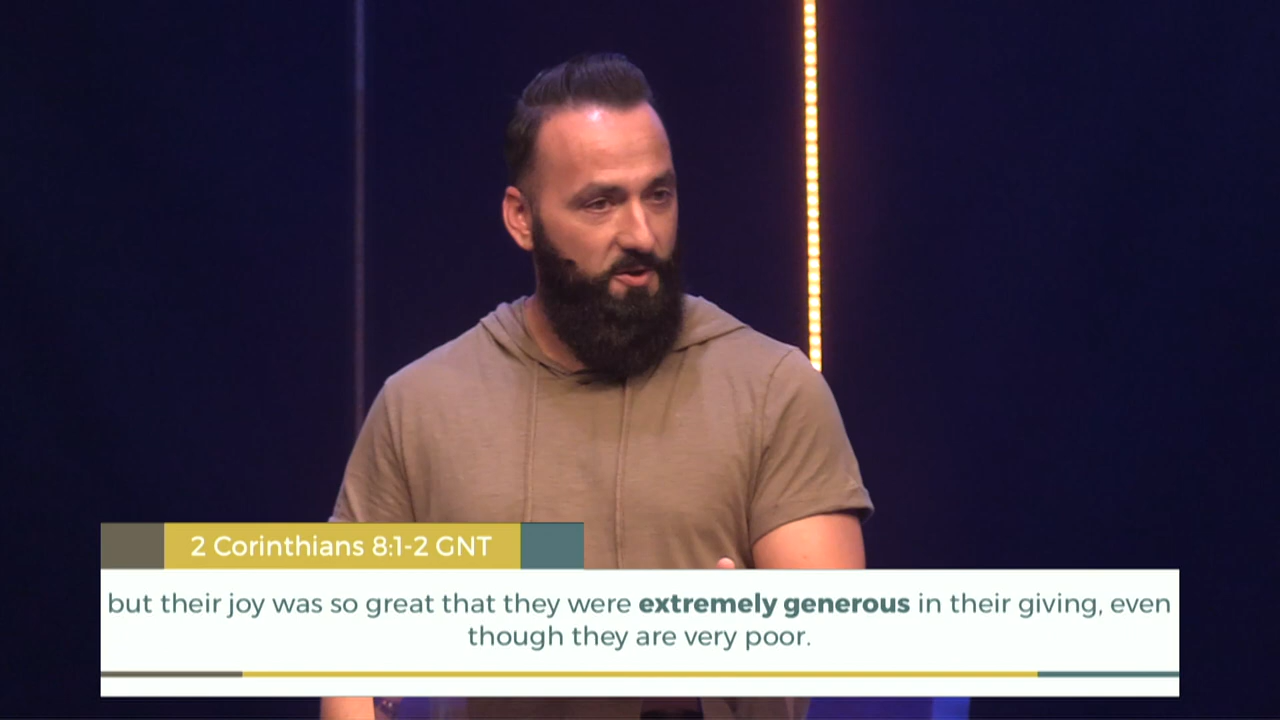 2 Corinthians 8:1-2 GNT
but their joy was so great that they were extremely generous in their giving, even
though they are very poor.